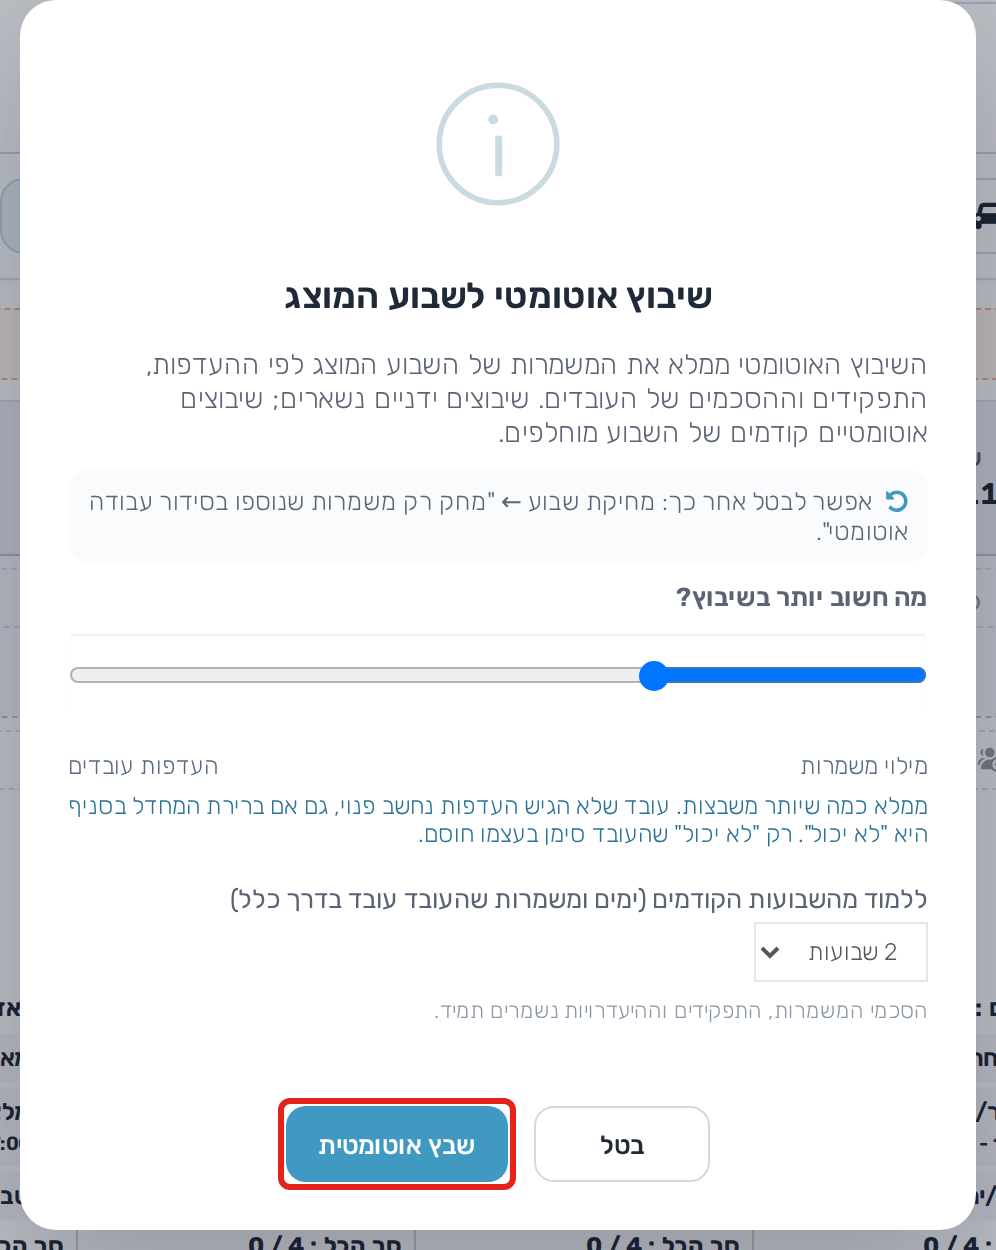 שיבוץ אוטומטי לשבוע המוצג
השיבוץ האוטומטי ממלא את המשמרות של השבוע המוצג לפי ההעדפות,
התפקידים וההסכמים של העובדים. שיבוצים ידניים נשארים; שיבוצים
אוטומטיים קודמים של השבוע מוחלפים.
אפשר לבטל אחר כך: מחיקת שבוע ← "מחק רק משמרות שנוספו בסידור עבודה
אוטומטי".
מה חשוב יותר בשיבוץ?
מילוי משמרות
העדפות עובדים
ממלא כמה שיותר משבצות. עובד שלא הגיש העדפות נחשב פנוי, גם אם ברירת המחדל בסניף
היא "לא יכול". רק "לא יכול" שהעובד סימן בעצמו חוסם.
ללמוד מהשבועות הקודמים (ימים ומשמרות שהעובד עובד בדרך כלל)
2 שבועות
הסכמי המשמרות, התפקידים וההיעדרויות נשמרים תמיד.
בטל
שבץ אוטומטית